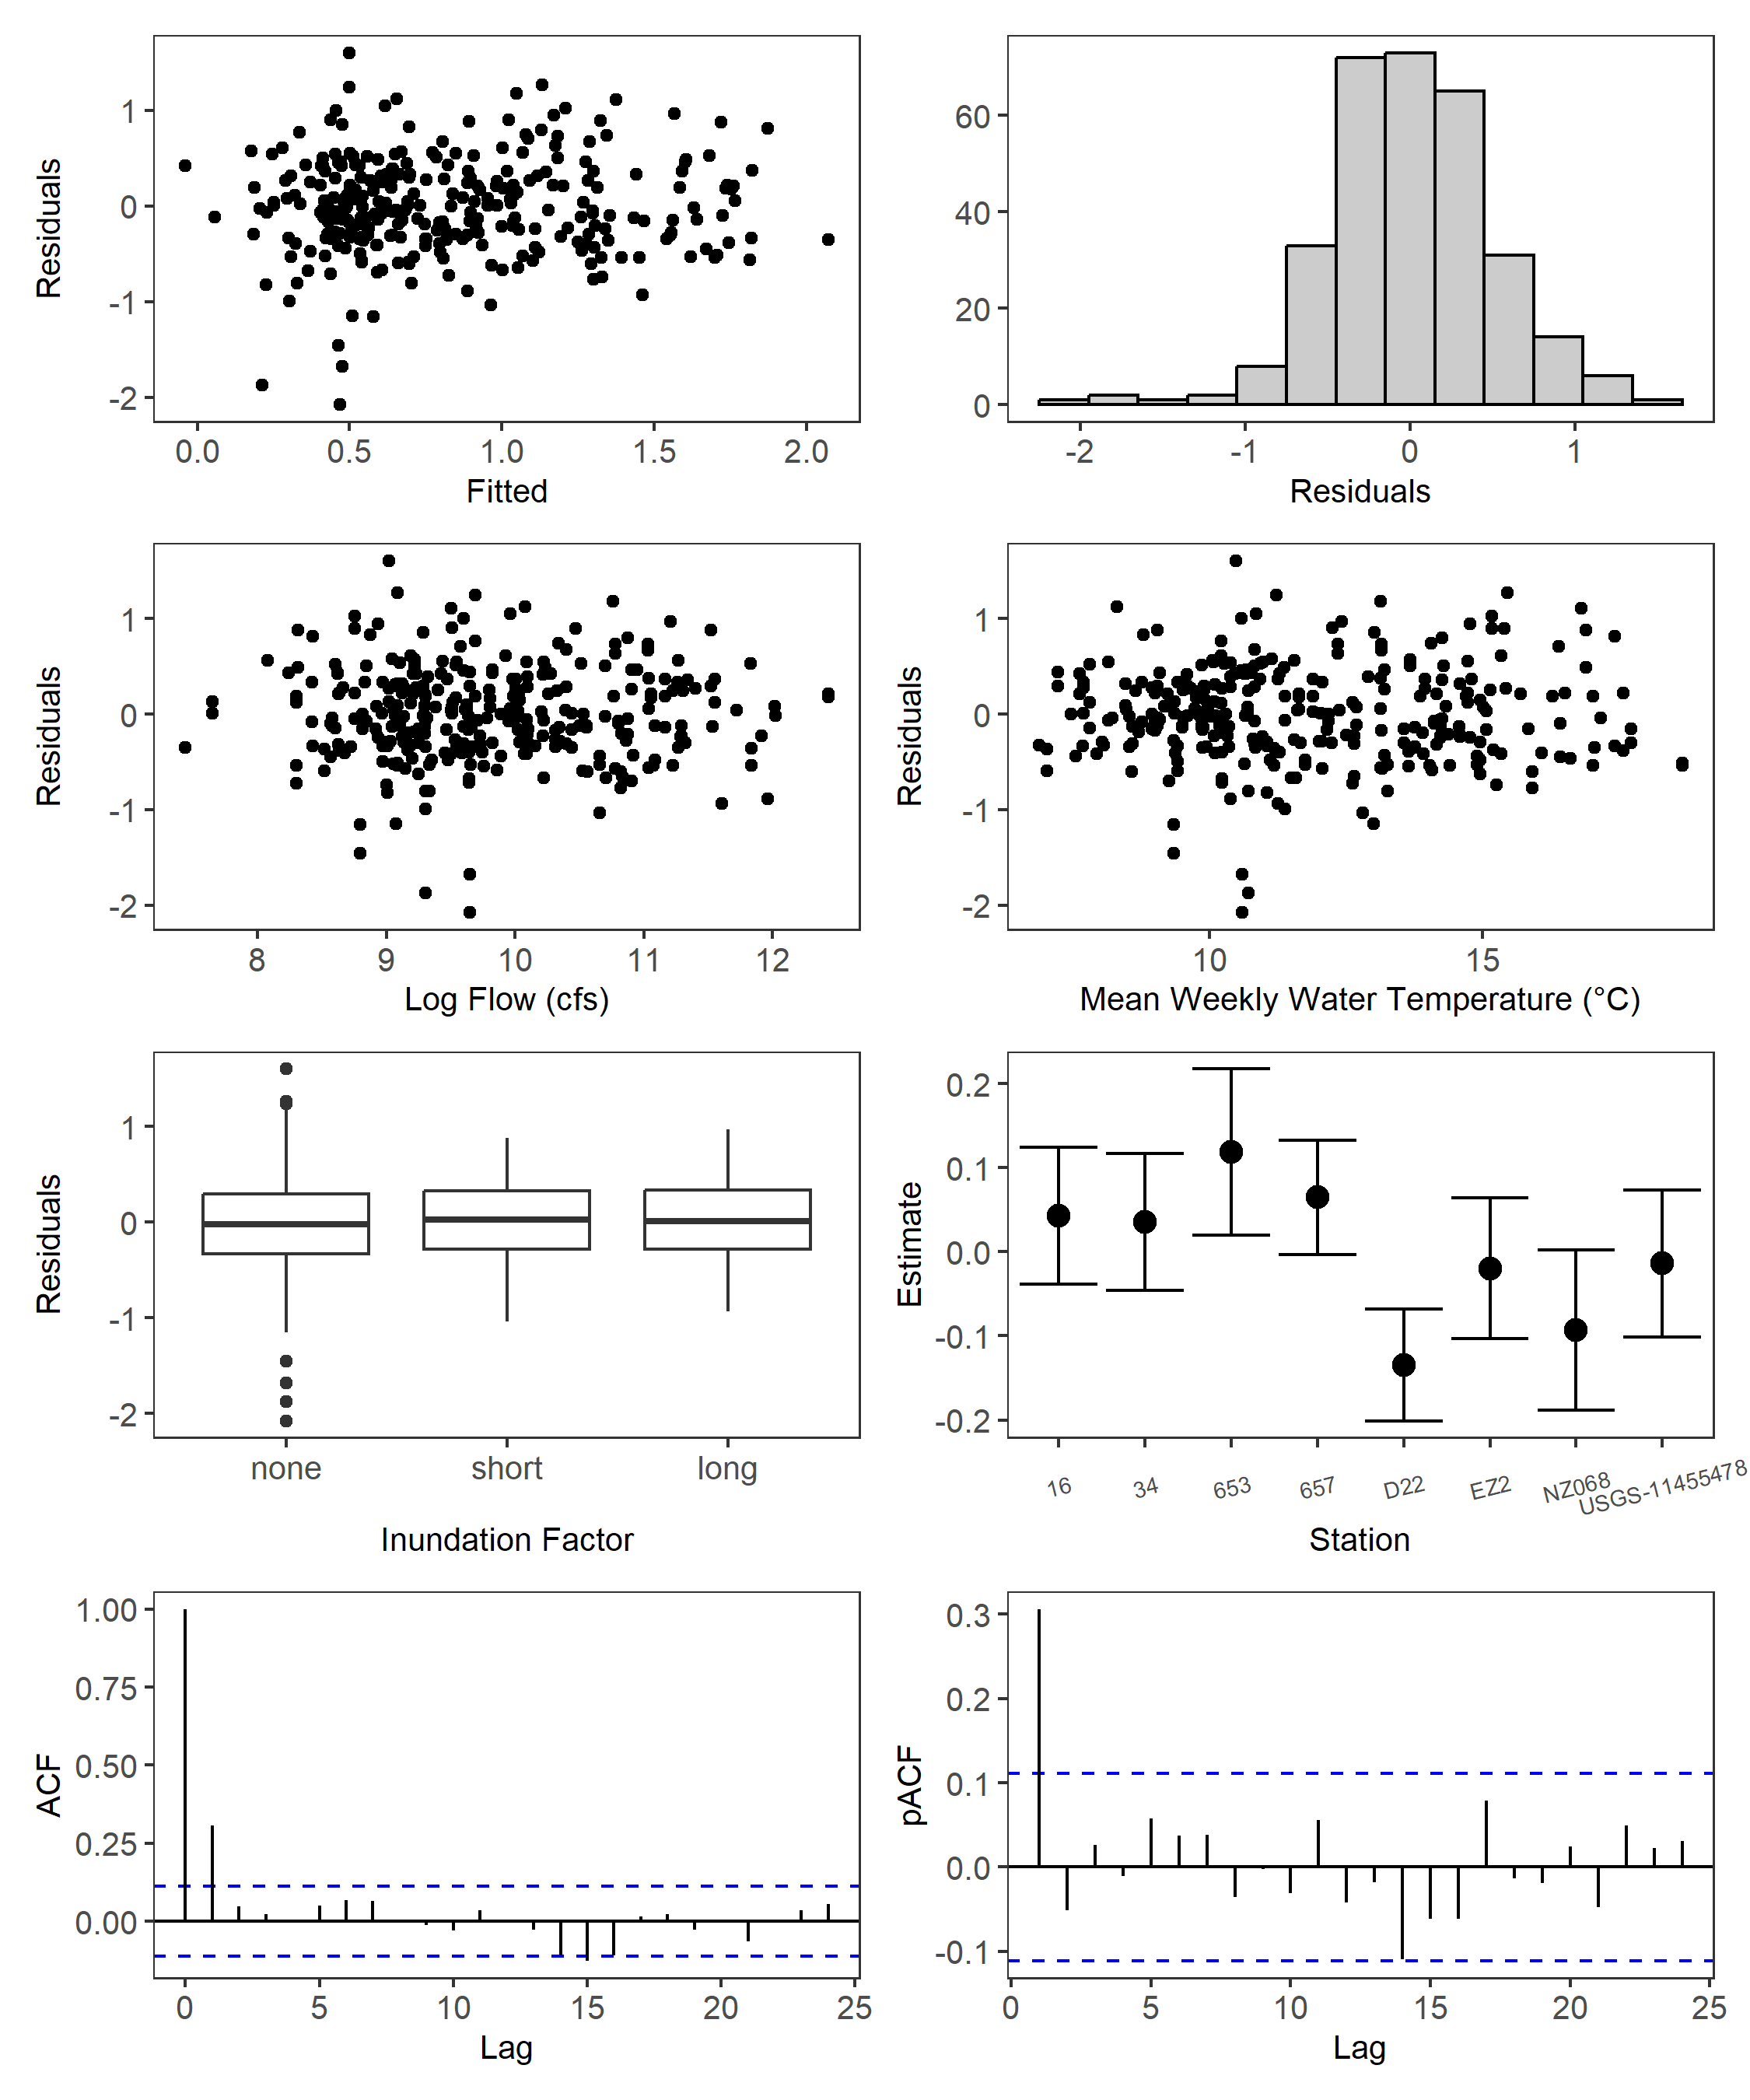 Residuals
1
0
-1
-2
0.0 0.5 1.0 1.5 2.0
Fitted
60
40
20
0
-2 -1 0 1
Residuals
Residuals
1
0
-1
-2
8 9 10 11 12
Log Flow (cfs)
Residuals
1
0
-1
-2
10 15
Mean Weekly Water Temperature (°C)
Residuals
1
0
-1
-2
none short long
Inundation Factor
Estimate
0.2
0.1
0.0
-0.1
-0.2
16 34 653 657 D22 EZ2 NZ068 USGS-11455478
Station
ACF
1.00
0.75
0.50
0.25
0.00
0 5 10 15 20 25
Lag
pACF
0.3
0.2
0.1
0.0
-0.1
0 5 10 15 20 25
Lag